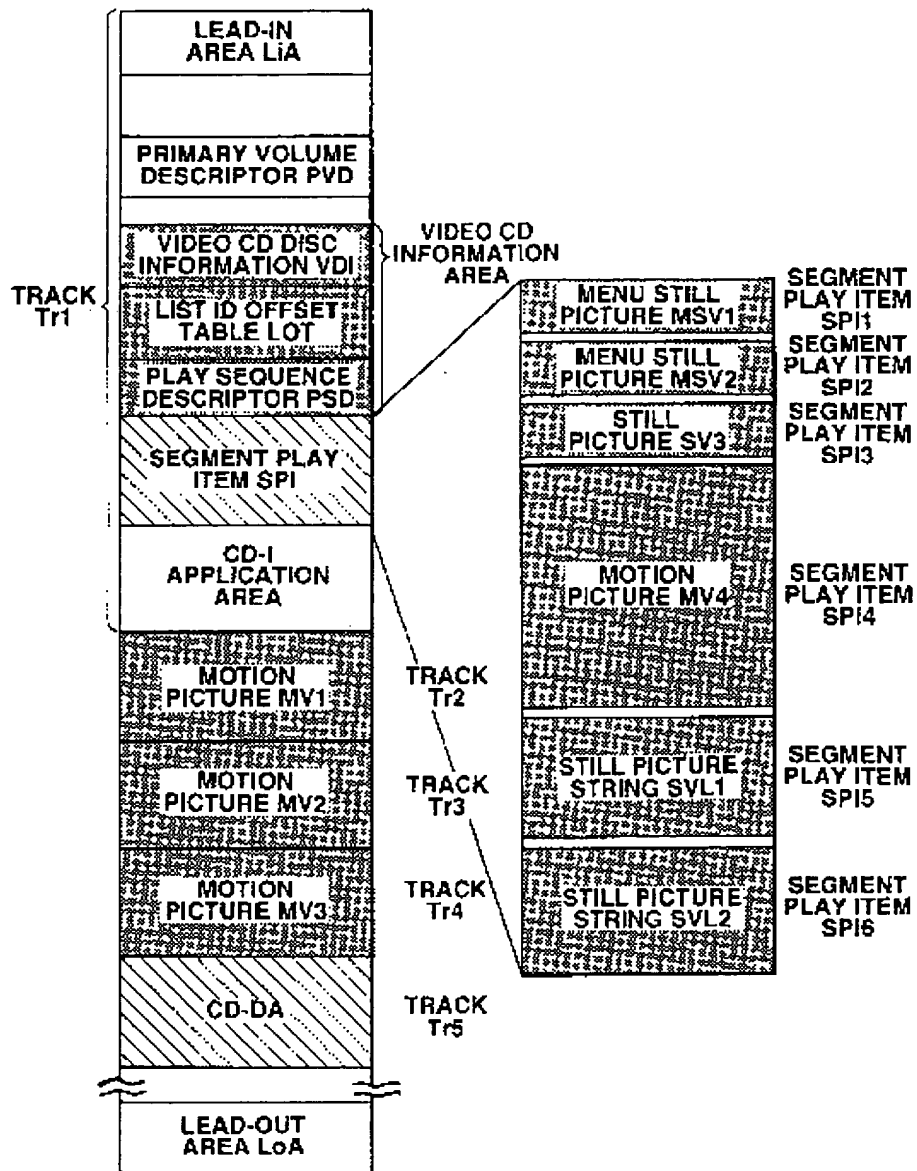 LEAD-IN
AREA LiA
PRIMARY VOLUME
DESCRIPTOR PVD
VIDEO CD DISC
INFORMATION VDI
LIST ID OFFSET
TABLE LOT
PLAY SEQUENCE
DESCRIPTOR PSD
SEGMENT PLAY
ITEM SPI
CD-I
APPLICATION
AREA
TRACK
Tr1
VIDEO CD
INFORMATION
AREA
MOTION
PICTURE MV1
TRACK
Tr2
MOTION
PICTURE MV2
TRACK
Tr3
MOTION
PICTURE MV3
TRACK
Tr4
CD-DA
TRACK
Tr5
LEAD-OUT
AREA LoA
MENU STILL
PICTURE MSV1
SEGMENT
PLAY ITEM
SPI1
MENU STILL
PICTURE MSV2
SEGMENT
PLAY ITEM
SPI2
STILL
PICTURE SV3
SEGMENT
PLAY ITEM
SPI3
MOTION
PICTURE MV4
SEGMENT
PLAY ITEM
SPI4
STILL PICTURE
STRING SVL1
SEGMENT
PLAY ITEM
SPI5
STILL PICTURE
STRING SVL2
SEGMENT
PLAY ITEM
SPI6